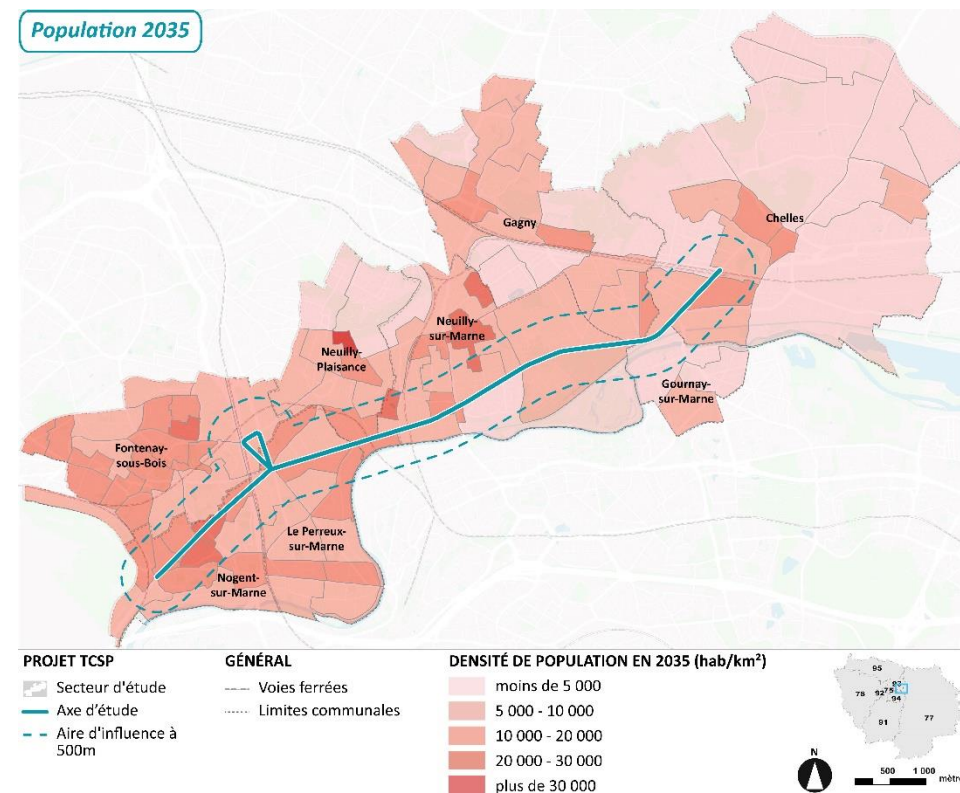 Population 2035
Gagny
Chelles
Neuilly-
sur-Marne
Neuilly-
Plaisance
Gournay-
sur-Marne
Fontenay-
sous-Bois
Le Perreux-
sur-Marne
Nogent-
sur-Marne
PROJET TCSP
Secteur d'étude
Axe d'étude
Aire d'influence à
500m
GÉNÉRAL
Voies ferrées
Limites communales
DENSITÉ DE POPULATION EN 2035 (hab/km²)
moins de 5 000
5 000 - 10 000
10 000 - 20 000
20 000 - 30 000
plus de 30 000
95
78
92
75
93
94
91
77
N
500 1 000
mètr